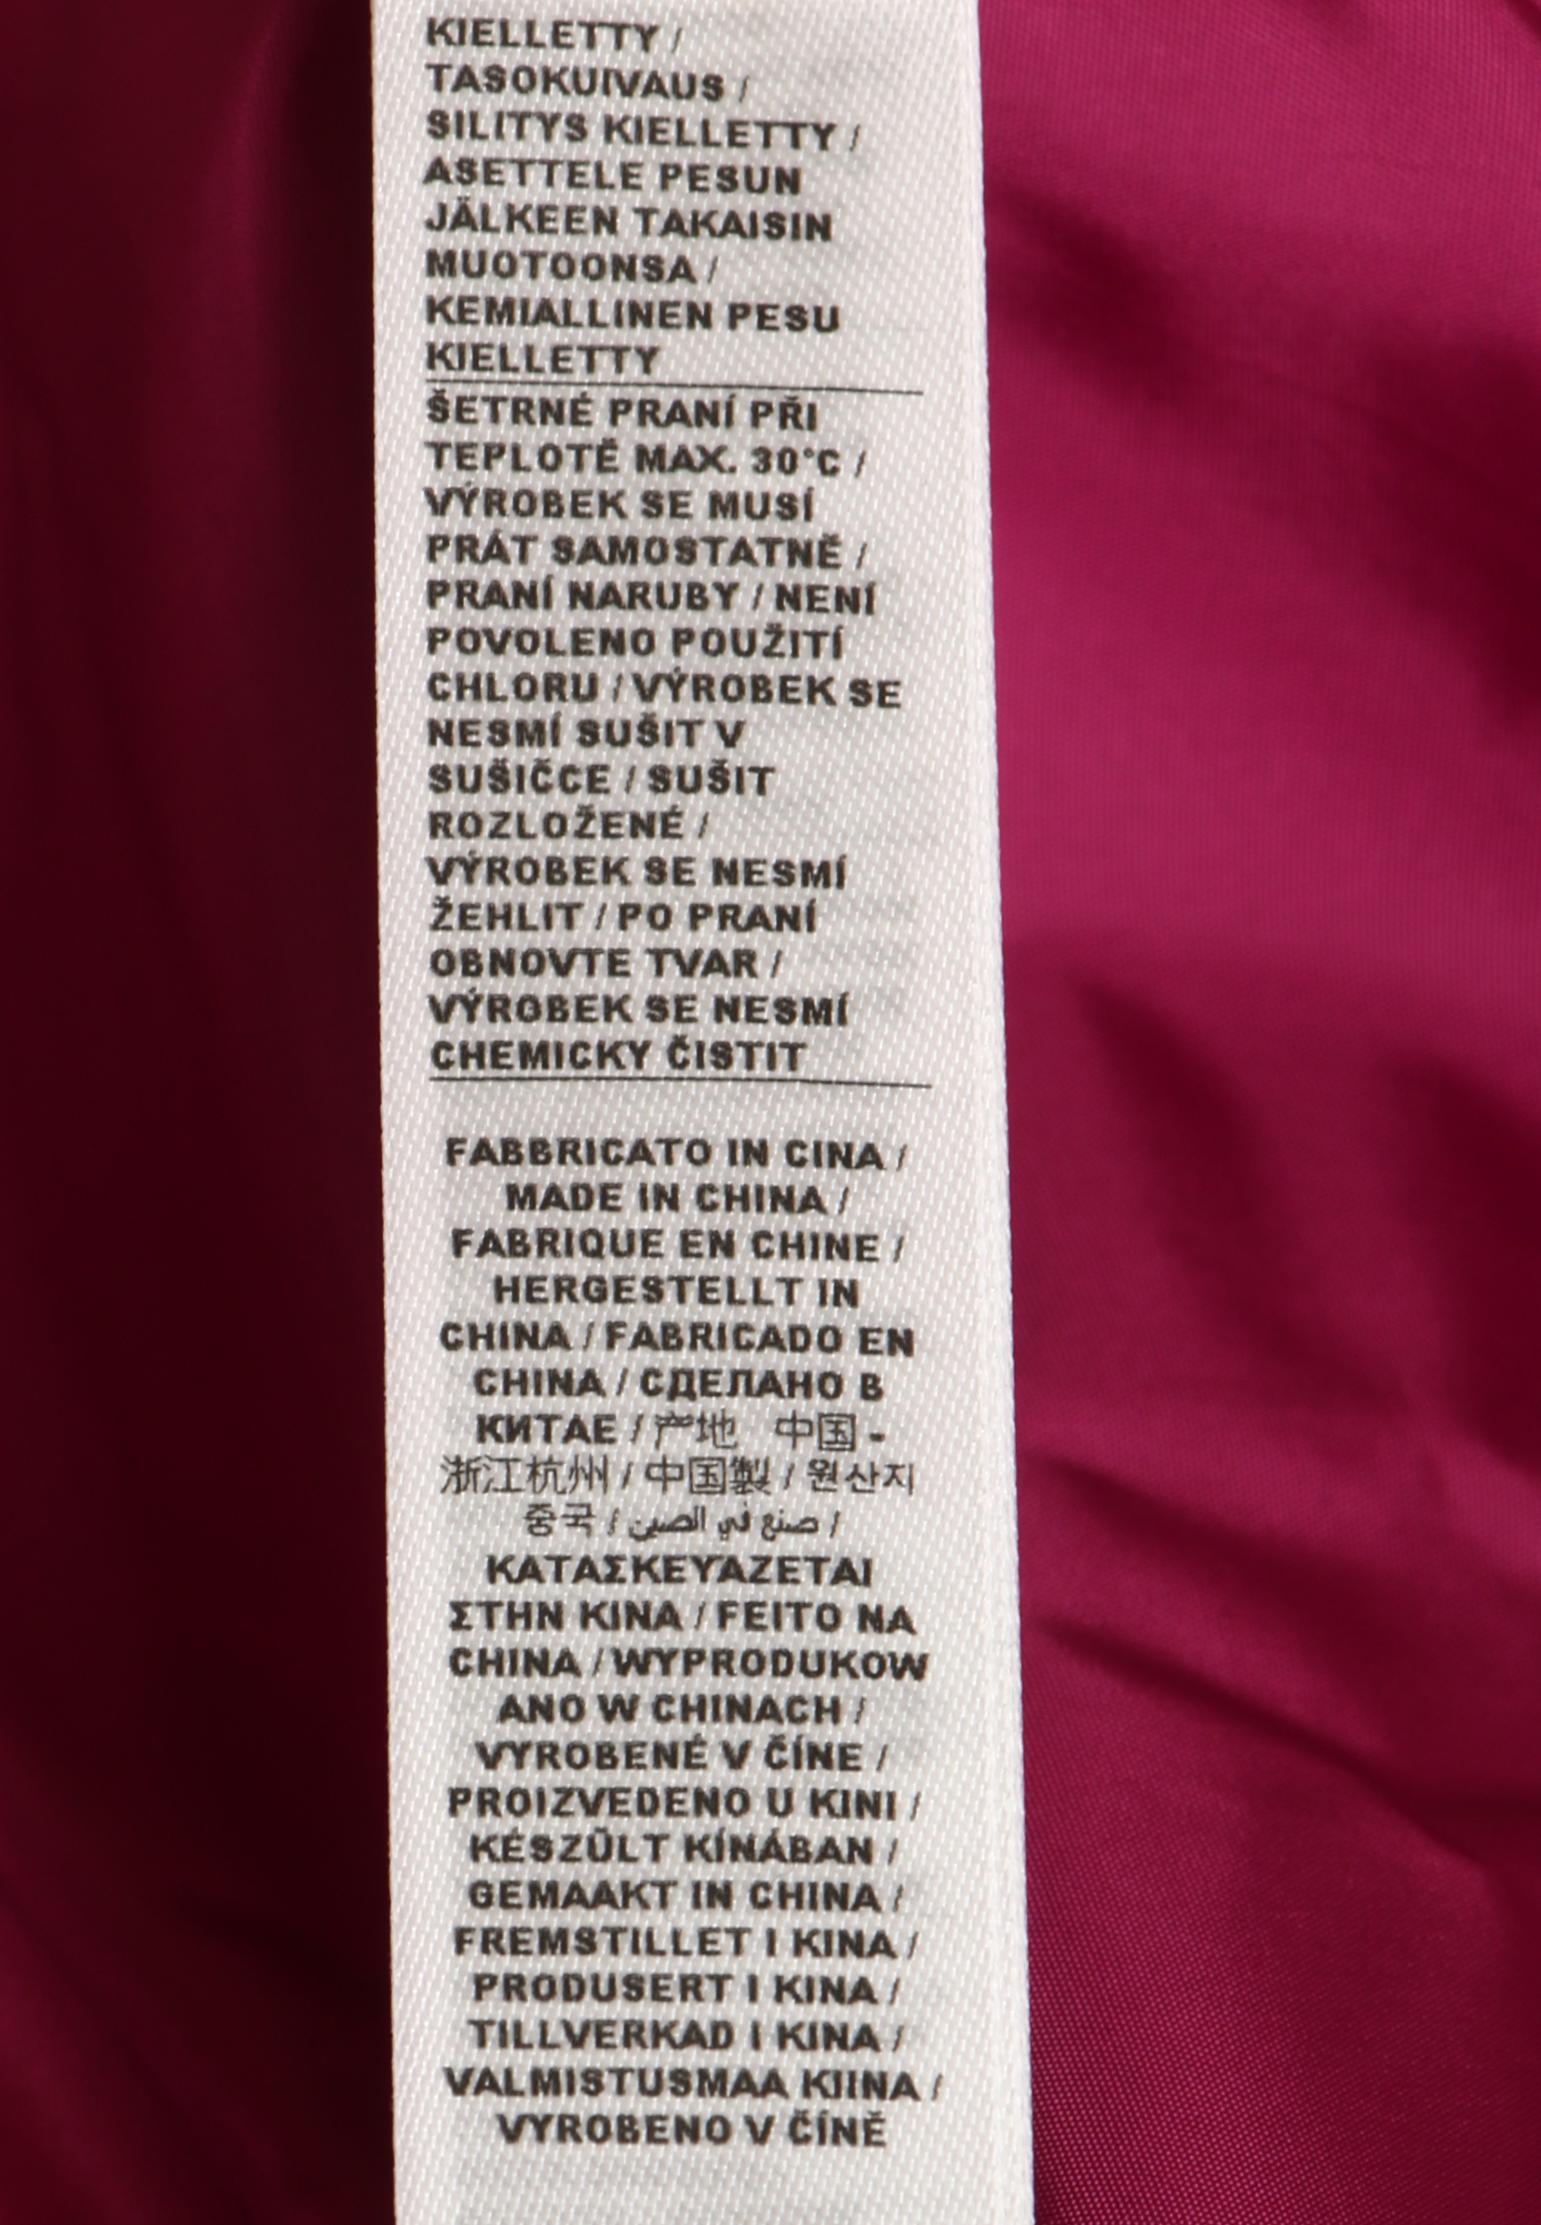 KIELLETTY /
TASOKUIVAUS /
SILITYS KIELLETTY /
ASETTELE PESUN
JÄLKEEN TAKAISIN
MUOTOONSA /
KEMIALLINEN PESU
KIELLETTY
ŠETRNÉ PRANÍ PŘI
TEPLOTĚ MAX. 30°C /
VÝROBEK SE MUSÍ
PRÁT SAMOSTATNĚ /
PRANÍ NARUBY / NENÍ
POVOLENO POUŽITÍ
CHLORU / VÝROBEK SE
NESMÍ SUŠIT V
SUŠIČCE / SUŠIT
ROZLOŽENÉ /
VÝROBEK SE NESMÍ
ŽEHLIT / PO PRANÍ
OBNOVTE TVAR /
VÝROBEK SE NESMÍ
CHEMICKY ČISTIT
FABBRICATO IN CINA /
MADE IN CHINA /
FABRIQUE EN CHINE /
HERGESTELLT IN
CHINA / FABRICADO EN
CHINA / СДЕЛАНО В
КИТАЕ / 产地 中国 -
浙江杭州 / 中国製 / 원산지
중국 / صنع في الصين /
ΚΑΤΑΣΚΕΥΑΖΕΤΑΙ
ΣΤΗΝ ΚΙΝΑ / FEITO NA
CHINA / WYPRODUKOW
ANO W CHINACH /
VYROBENÉ V ČÍNE /
PROIZVEDENO U KINI /
KÉSZÜLT KÍNÁBAN /
GEMAAKT IN CHINA /
FREMSTILLET I KINA /
PRODUSERT I KINA /
TILLVERKAD I KINA /
VALMISTUSMAA KIINA /
VYROBENO V ČÍNĚ